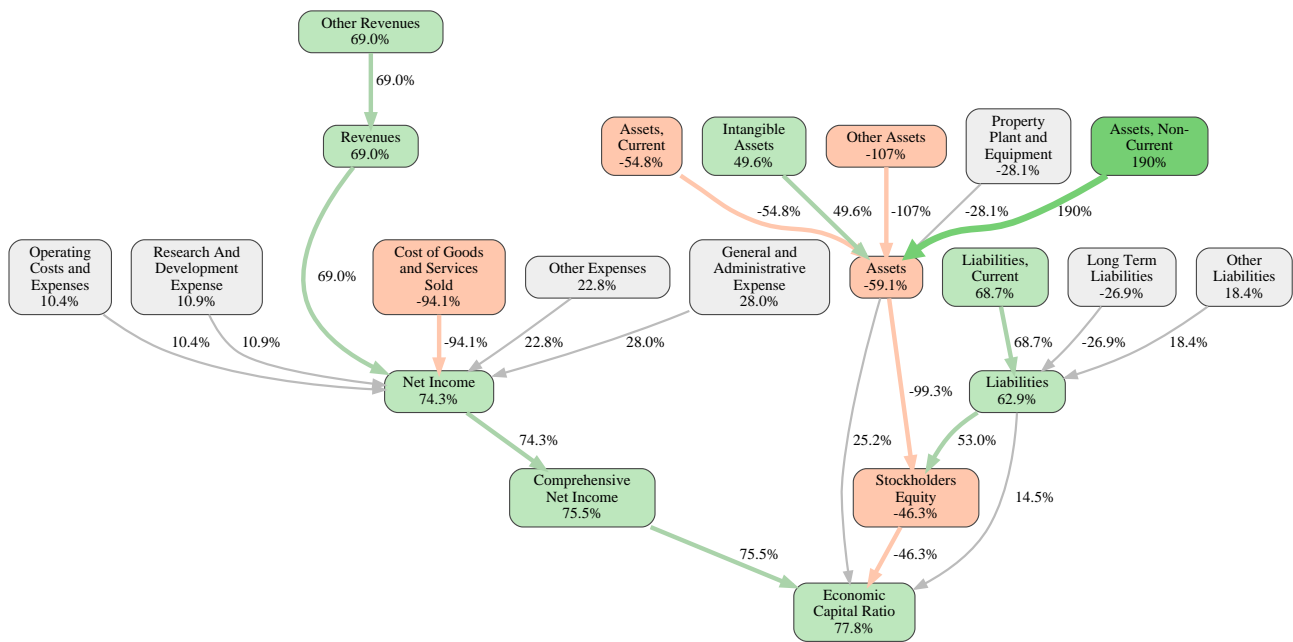 Other Revenues
69.0%
69.0%
Revenues
69.0%
Assets,
Current
-54.8%
Intangible
Assets
49.6%
Other Assets
-107%
Property
Plant and
Equipment
-28.1%
Assets, Non-
Current
190%
-54.8%
49.6%
-107%
-28.1%
190%
Operating
Costs and
Expenses
10.4%
Research And
Development
Expense
10.9%
69.0%
Cost of Goods
and Services
Sold
-94.1%
Other Expenses
22.8%
General and
Administrative
Expense
28.0%
Assets
-59.1%
Liabilities,
Current
68.7%
Long Term
Liabilities
-26.9%
Other
Liabilities
18.4%
10.4%
10.9%
-94.1%
22.8%
28.0%
68.7%
-26.9%
18.4%
Net Income
74.3%
-99.3%
Liabilities
62.9%
74.3%
25.2%
53.0%
Comprehensive
Net Income
75.5%
Stockholders
Equity
-46.3%
14.5%
75.5%
-46.3%
Economic
Capital Ratio
77.8%